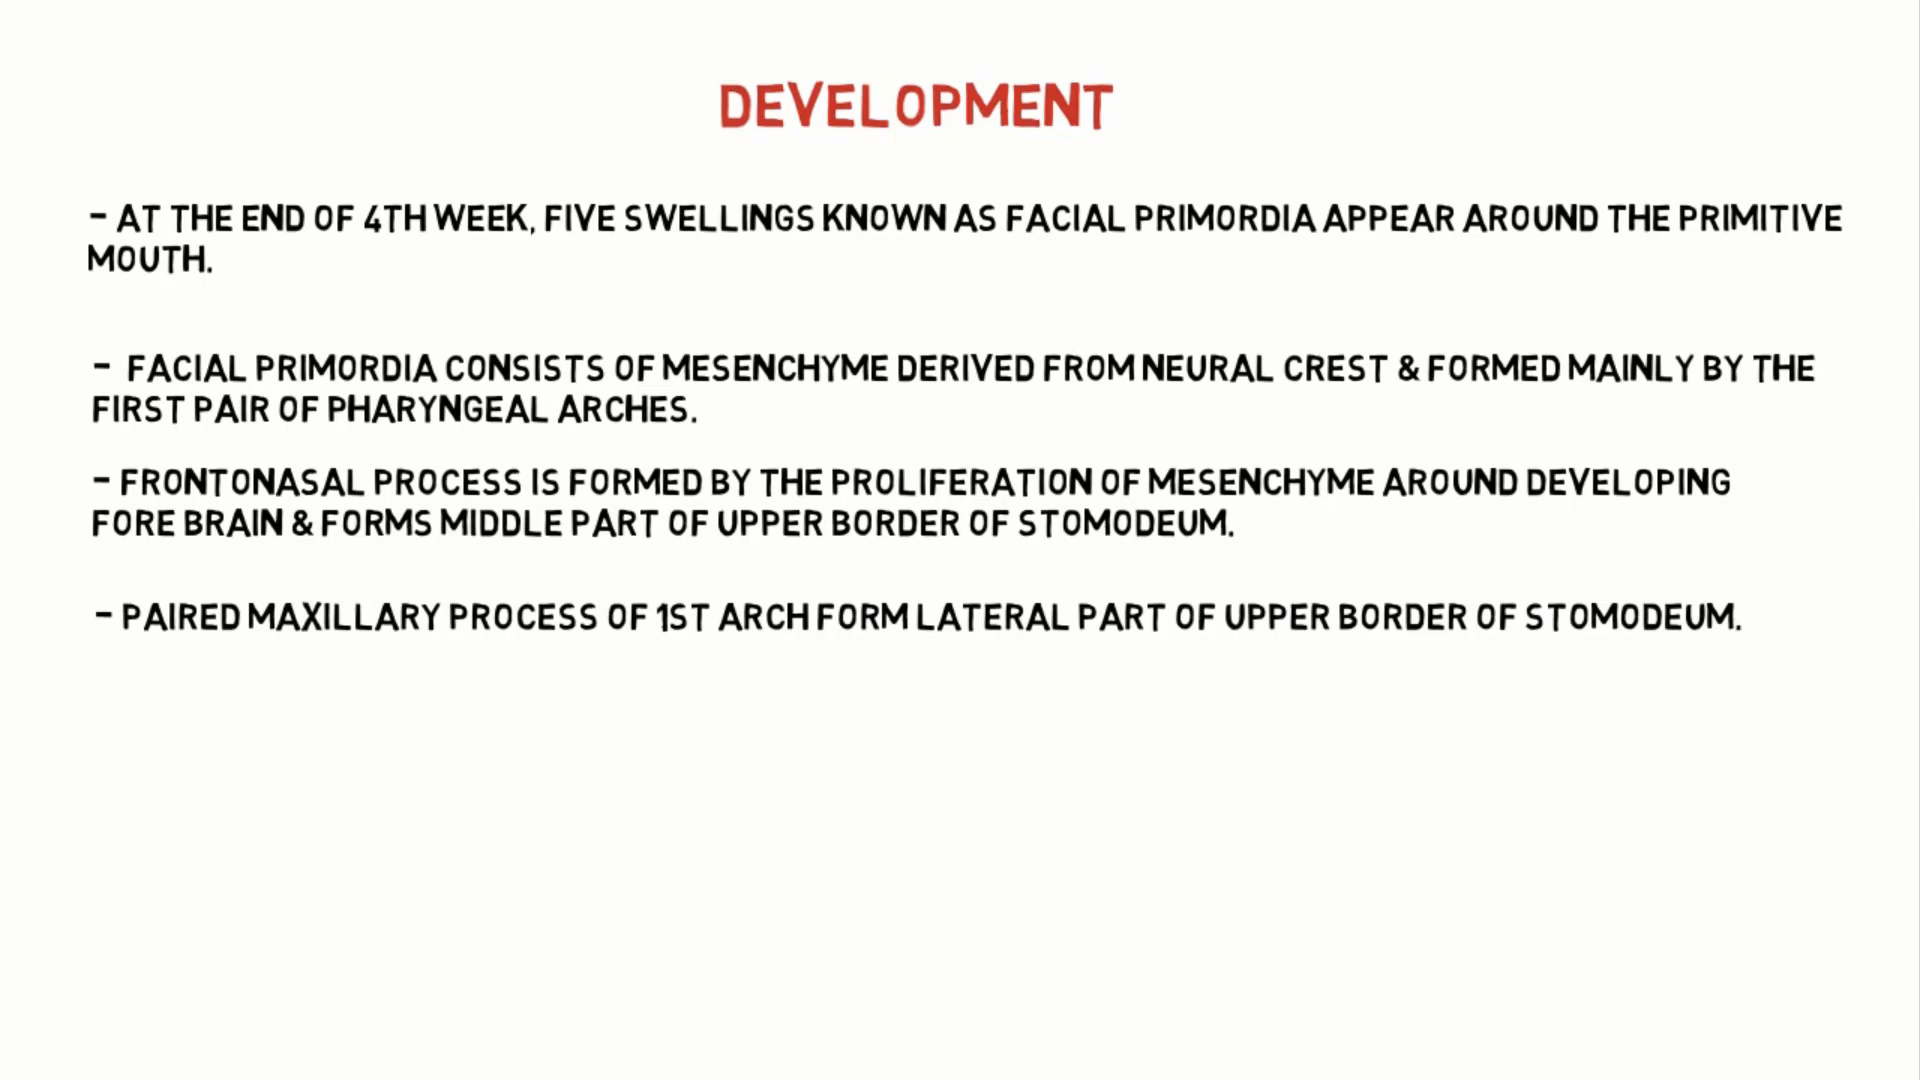 DEVELOPMENT
- AT THE END OF 4TH WEEK, FIVE SWELLINGS KNOWN AS FACIAL PRIMORDIA APPEAR AROUND THE PRIMITIVE
MOUTH.
- FACIAL PRIMORDIA CONSISTS OF MESENCHYME DERIVED FROM NEURAL CREST & FORMED MAINLY BY THE
FIRST PAIR OF PHARYNGEAL ARCHES.
- FRONTONASAL PROCESS IS FORMED BY THE PROLIFERATION OF MESENCHYME AROUND DEVELOPING
FORE BRAIN & FORMS MIDDLE PART OF UPPER BORDER OF STOMODEUM.
- PAIRED MAXILLARY PROCESS OF 1ST ARCH FORM LATERAL PART OF UPPER BORDER OF STOMODEUM.